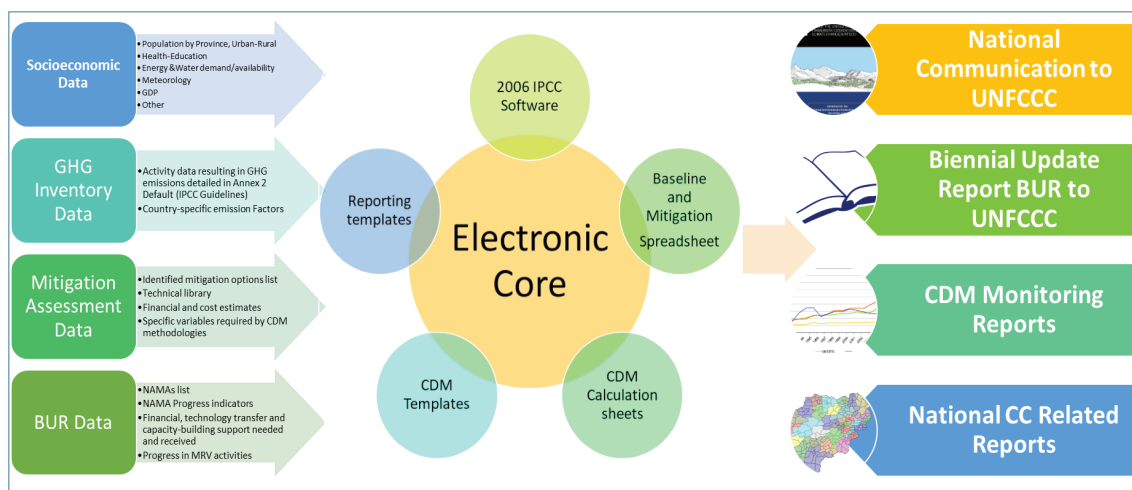 Socioeconomic
Data
•Population by Province, Urban-Rural
•Health-Education
•Energy &Water demand/availability
•Meteorology
•GDP
•Other
GHG
Inventory
Data
•Activity data resulting in GHG
emissions detailed in Annex 2
Default (IPCC Guidelines)
•Country-specific emission Factors
Mitigation
Assessment
Data
•Identified mitigation options list
•Technical library
•Financial and cost estimates
•Specific variables required by CDM
methodologies
BUR Data
•NAMAs list
•NAMA Progress indicators
•Financial, technology transfer and
capacity-building support needed
and received
•Progress in MRV activities
2006 IPCC
Software
Reporting
templates
Baseline
and
Mitigation
Spreadsheet
Electronic
Core
CDM
Templates
CDM
Calculation
sheets
National
Communication to
UNFCCC
Biennial Update
Report BUR to
UNFCCC
CDM Monitoring
Reports
National CC Related
Reports